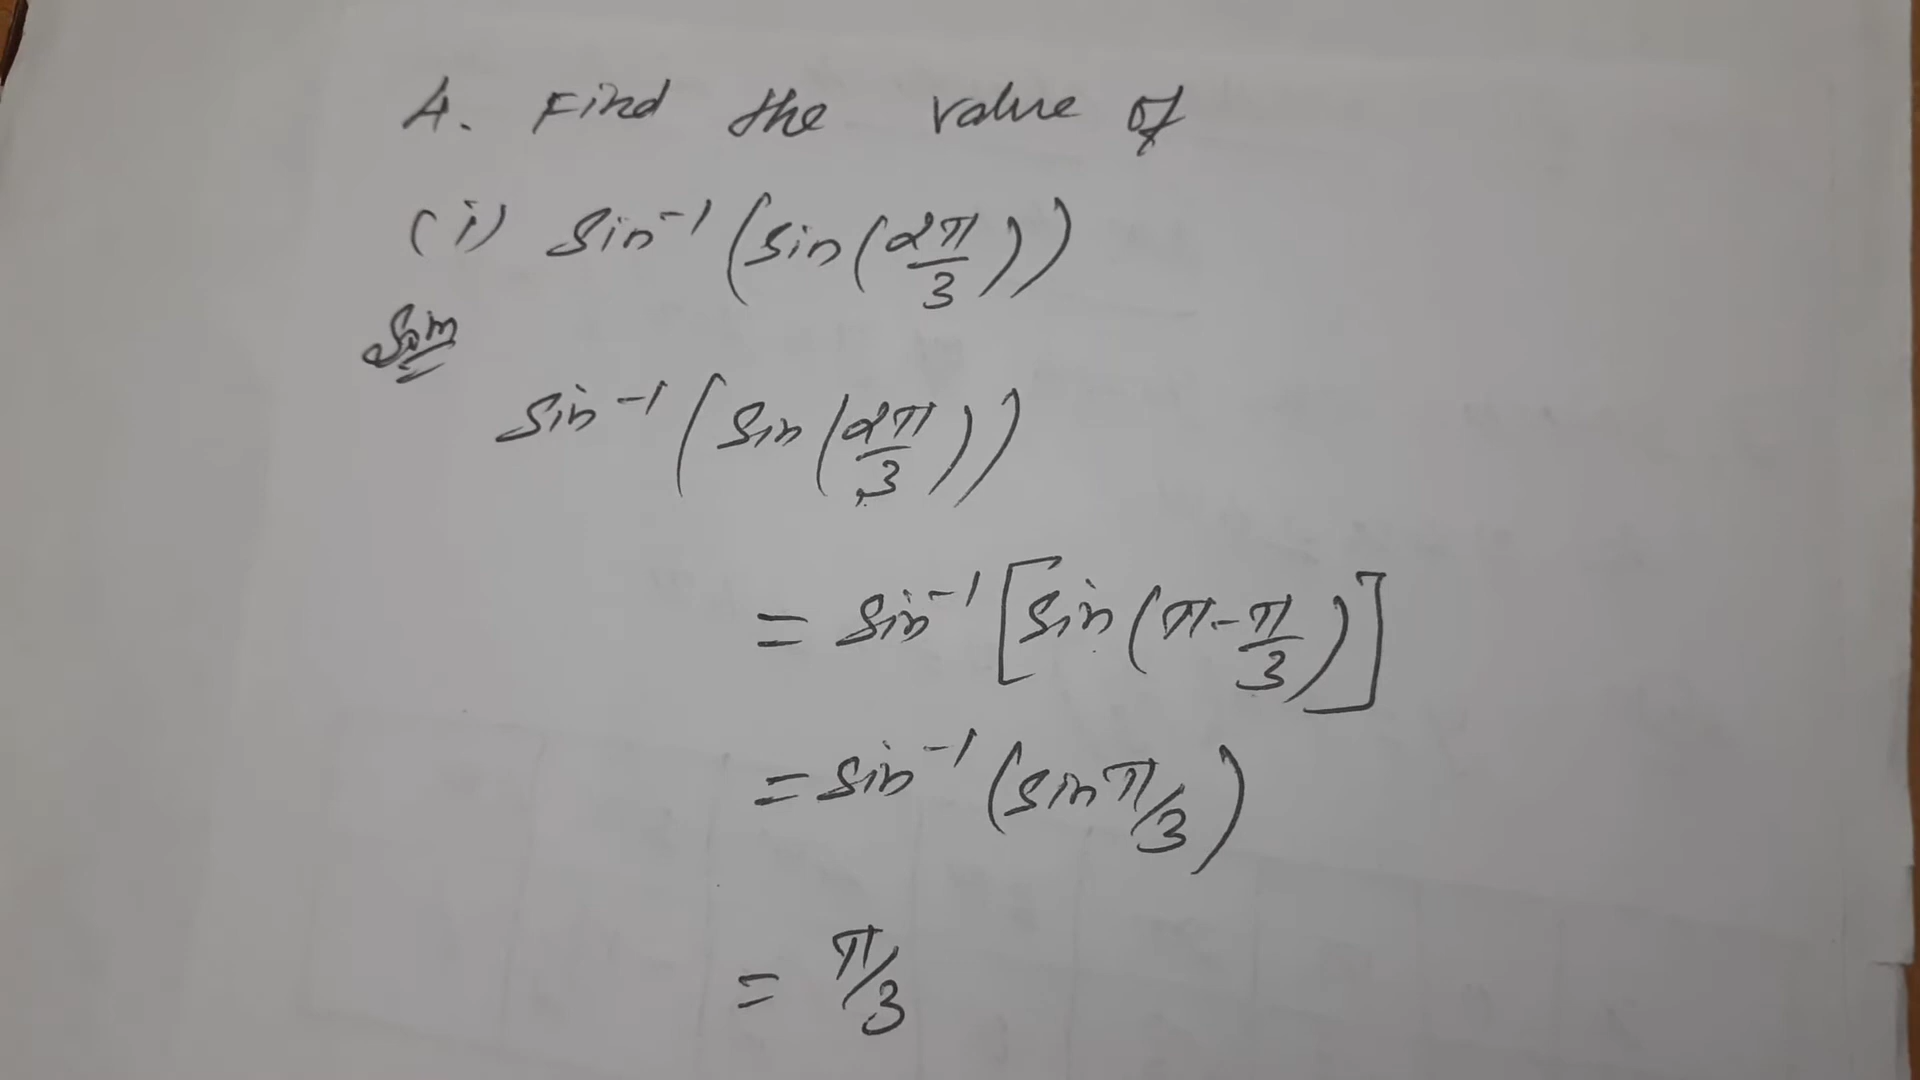 4. Find the value of
(i) sin⁻¹(sin(2π/3))
Soln
sin⁻¹(sin(2π/3))
= sin⁻¹[sin(π-π/3)]
= sin⁻¹(sin π/3)
= π/3